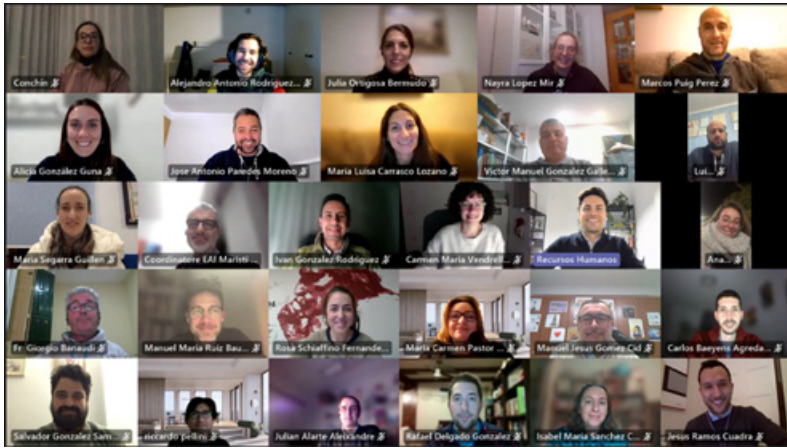 Conchín
Alejandro Antonio Rodriguez...
Julia Ortigosa Bermudo
Nayra Lopez Mir
Marcos Puig Perez
Alicia González Guna
Jose Antonio Paredes Moreno
Maria Luisa Carrasco Lozano
Victor Manuel Gonzalez Galle...
Lui...
Maria Segarra Guillen
Coordinatore EAI Maristi ...
Ivan Gonzalez Rodriguez
Carmen Maria Vendrell...
Recursos Humanos
Ana...
Fr Giorgio Banaudi
Manuel Maria Ruiz Bau...
Rosa Schiaffino Fernande...
Maria Carmen Pastor ...
Manuel Jesus Gomez Cid
Carlos Baeyens Agreda...
Salvador Gonzalez Sam...
riccardo pellini
Julian Alarte Aleixandre
Rafael Delgado Gonzalez
Isabel Maria Sanchez C...
Jesus Ramos Cuadra